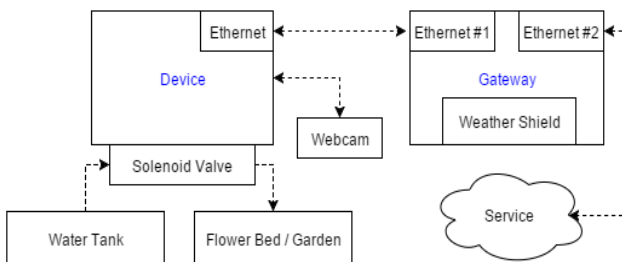 Ethernet
Ethernet #1
Ethernet #2
Device
Gateway
Weather Shield
Webcam
Solenoid Valve
Service
Water Tank
Flower Bed / Garden